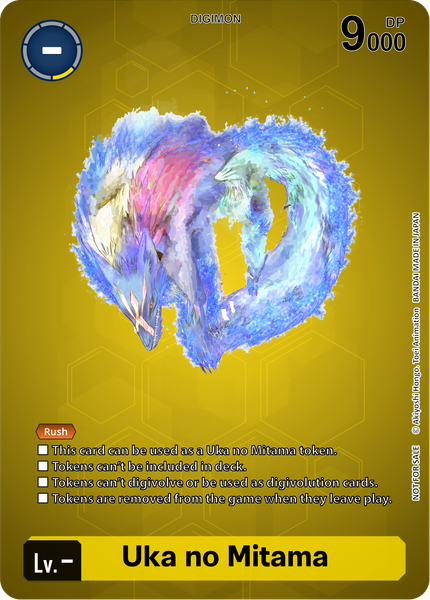 DIGIMON
-
DP
9000
Rush
■ This card can be used as a Uka no Mitama token.
■ Tokens can't be included in deck.
■ Tokens can't digivolve or be used as digivolution cards.
■ Tokens are removed from the game when they leave play.
NOT FOR SALE © Akiyoshi Hongo, Toei Animation BANDAI MADE IN JAPAN
Lv.-
Uka no Mitama